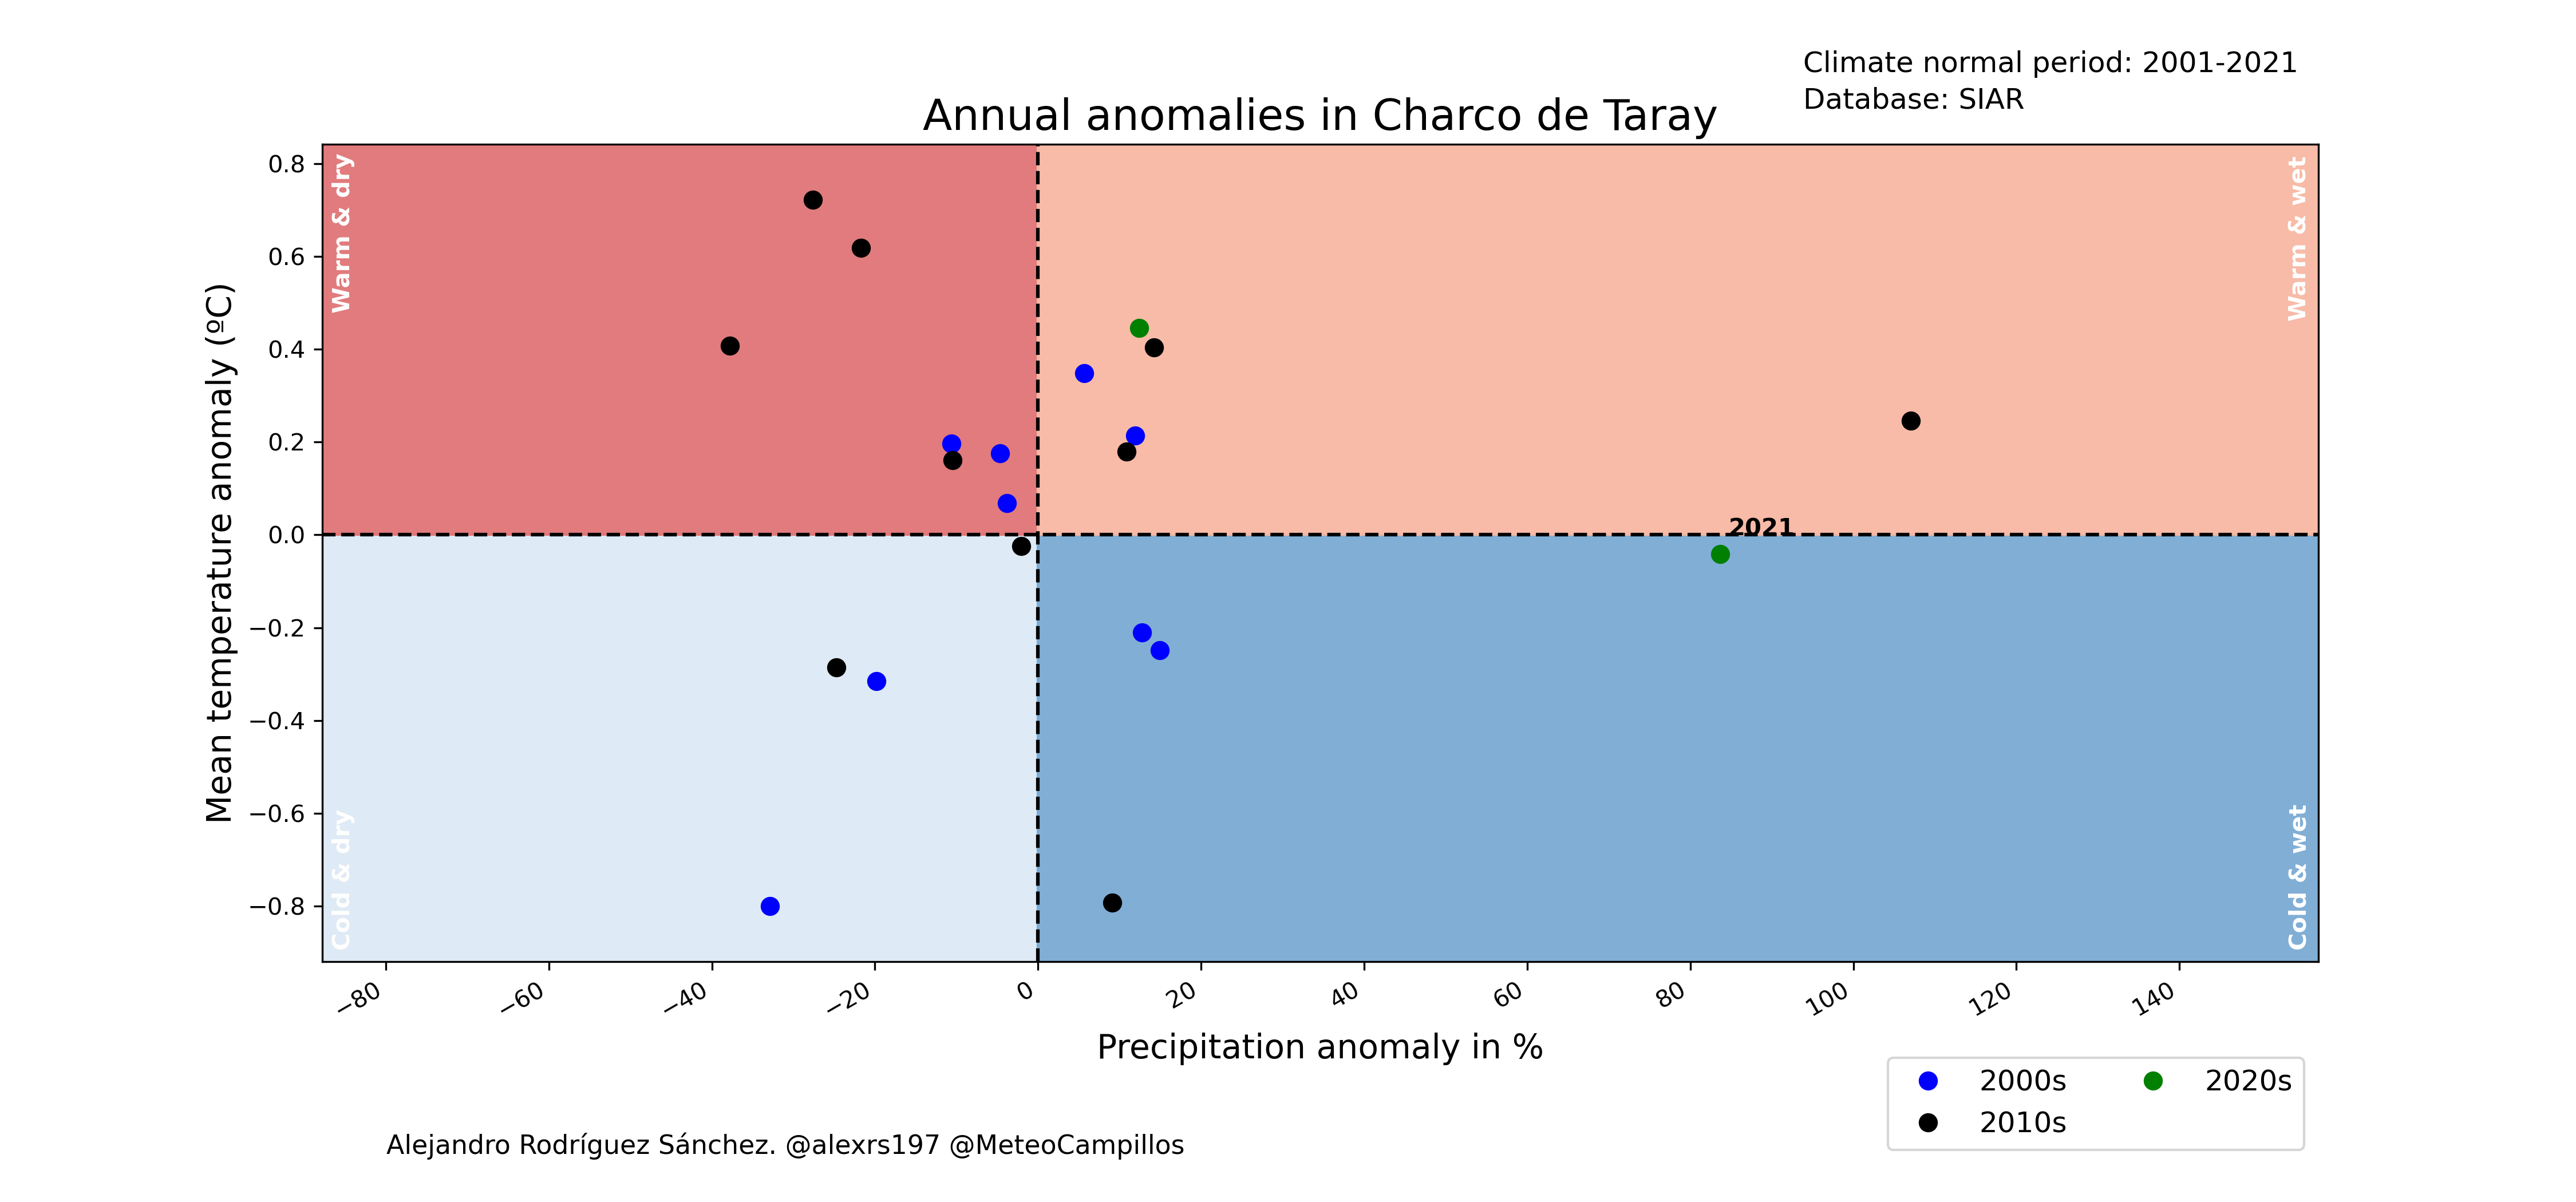 Climate normal period: 2001-2021
Database: SIAR
Annual anomalies in Charco de Taray
Warm & dry
Warm & wet
Cold & dry
Cold & wet
2021
Mean temperature anomaly (ºC)
0.8
0.6
0.4
0.2
0.0
−0.2
−0.4
−0.6
−0.8
−80
−60
−40
−20
0
20
40
60
80
100
120
140
Precipitation anomaly in %
2000s
2010s
2020s
Alejandro Rodríguez Sánchez. @alexrs197 @MeteoCampillos